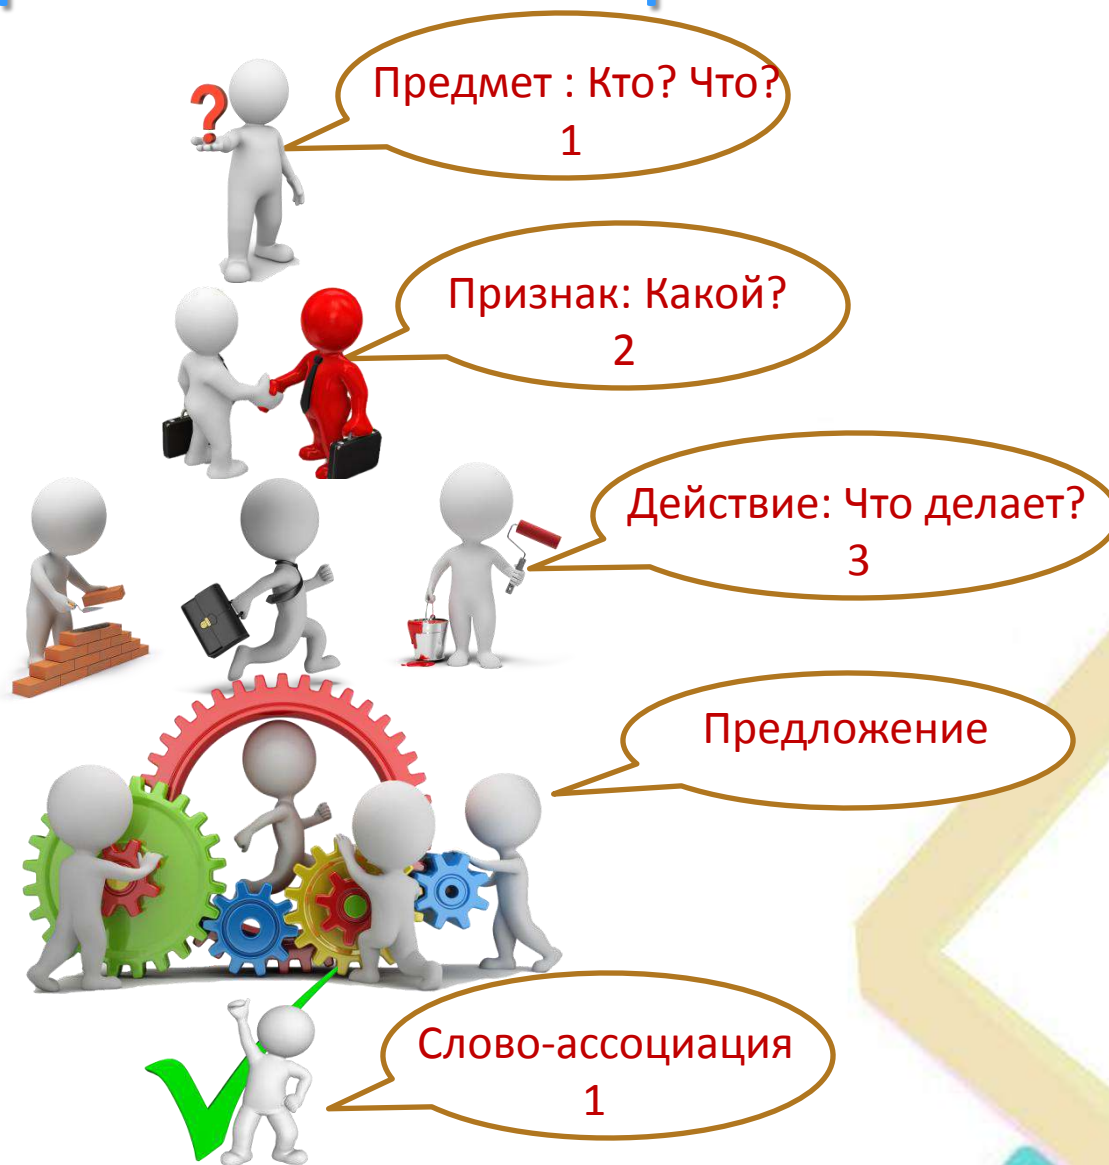 Предмет : Кто? Что?
1
Признак: Какой?
2
Действие: Что делает?
3
Предложение
Слово-ассоциация
1